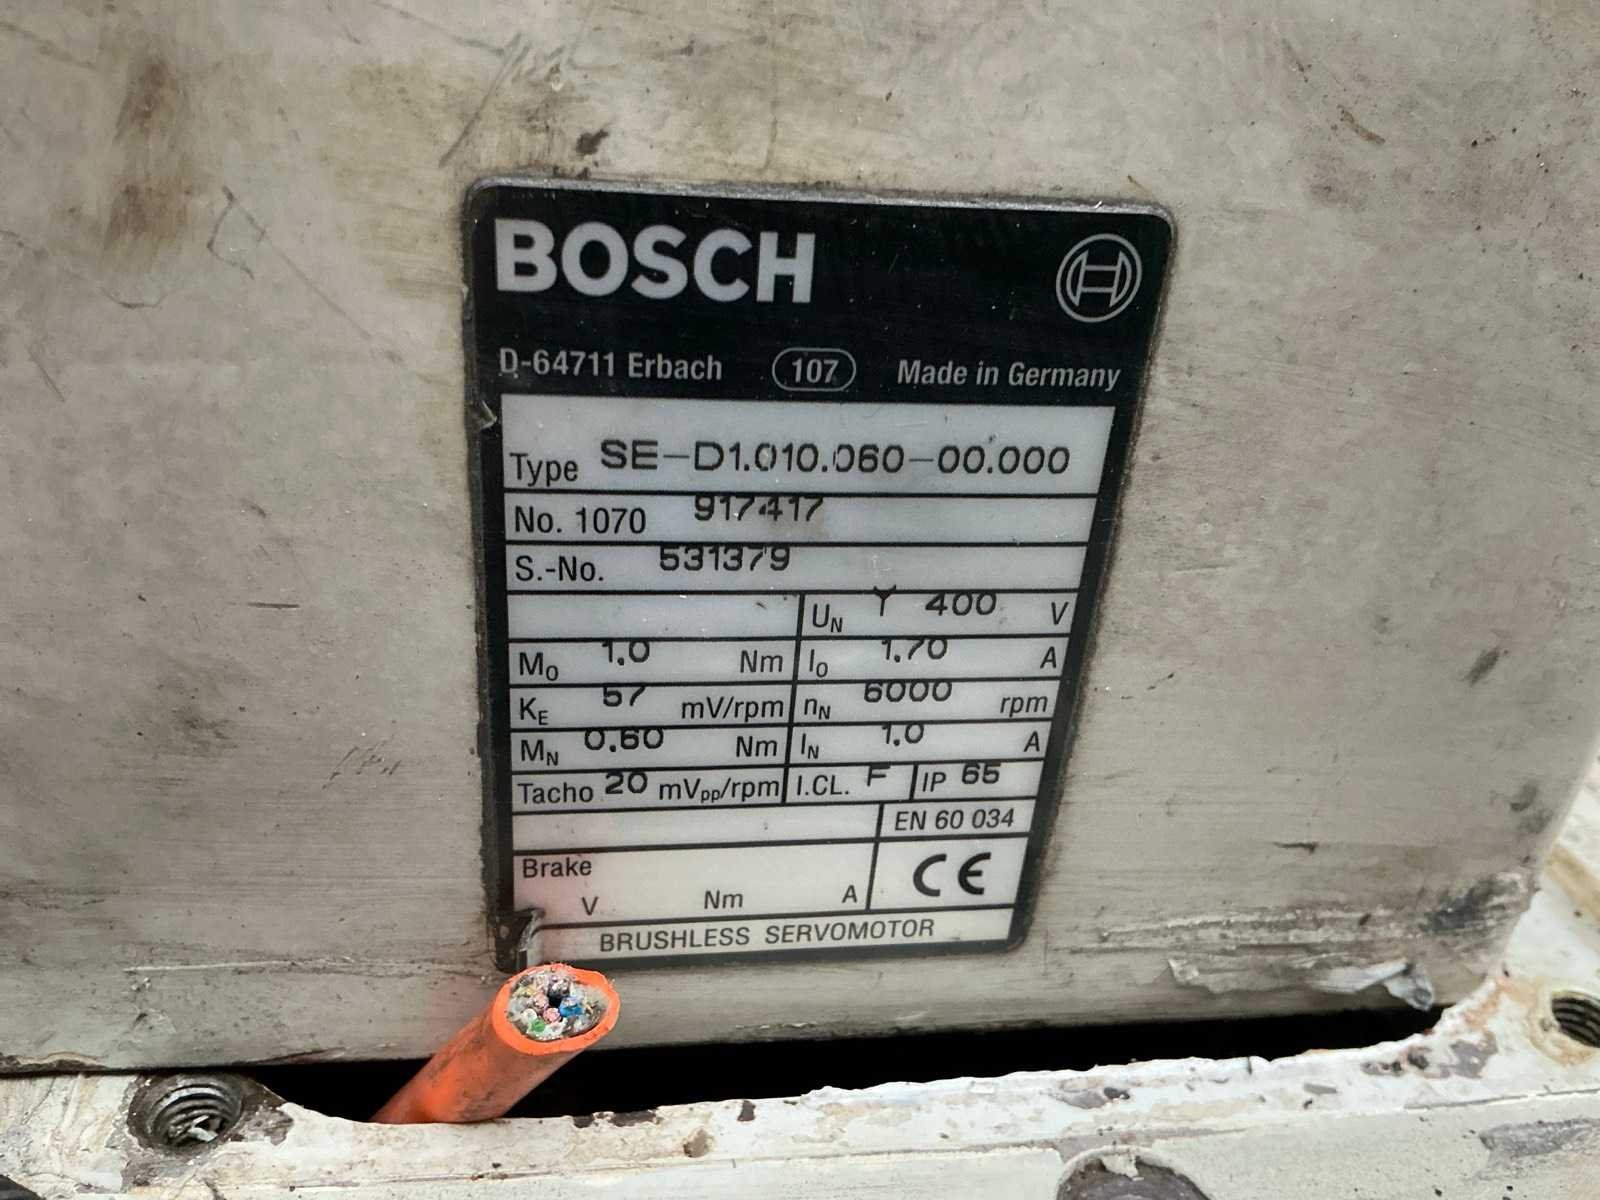 BOSCH
D-64711 Erbach 107 Made in Germany
Type SE-D1.010.060-00.000
No. 1070 917417
S.-No. 531379
UN Y 400 V
M0 1.0 Nm I0 1.70 A
KE 57 mV/rpm nN 6000 rpm
MN 0.60 Nm IN 1.0 A
Tacho 20 mVpp/rpm I.CL. F IP 65
EN 60 034
Brake
V Nm A CE
BRUSHLESS SERVOMOTOR